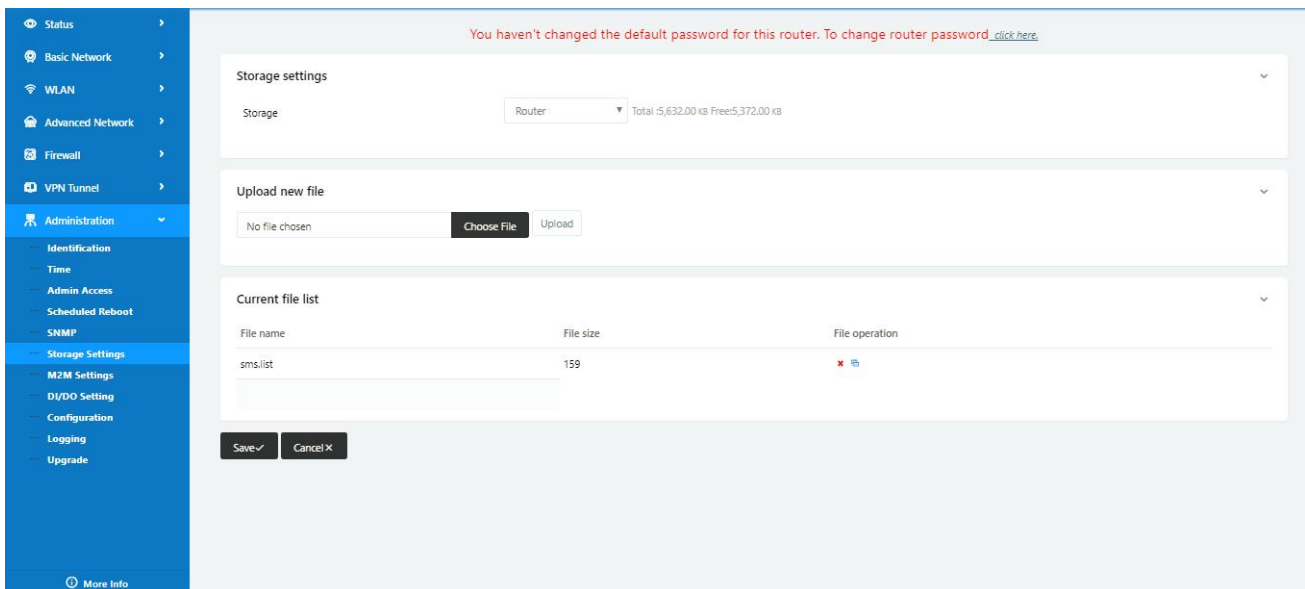 Status
Basic Network
WLAN
Advanced Network
Firewall
VPN Tunnel
Administration
Identification
Time
Admin Access
Scheduled Reboot
SNMP
Storage Settings
M2M Settings
DI/DO Setting
Configuration
Logging
Upgrade
More Info
You haven't changed the default password for this router. To change router password click here.
Storage settings
Storage Router Total :5,632.00 KB Free:5,372.00 KB
Upload new file
No file chosen Choose File Upload
Current file list
File name File size File operation
sms.list 159
Save Cancel